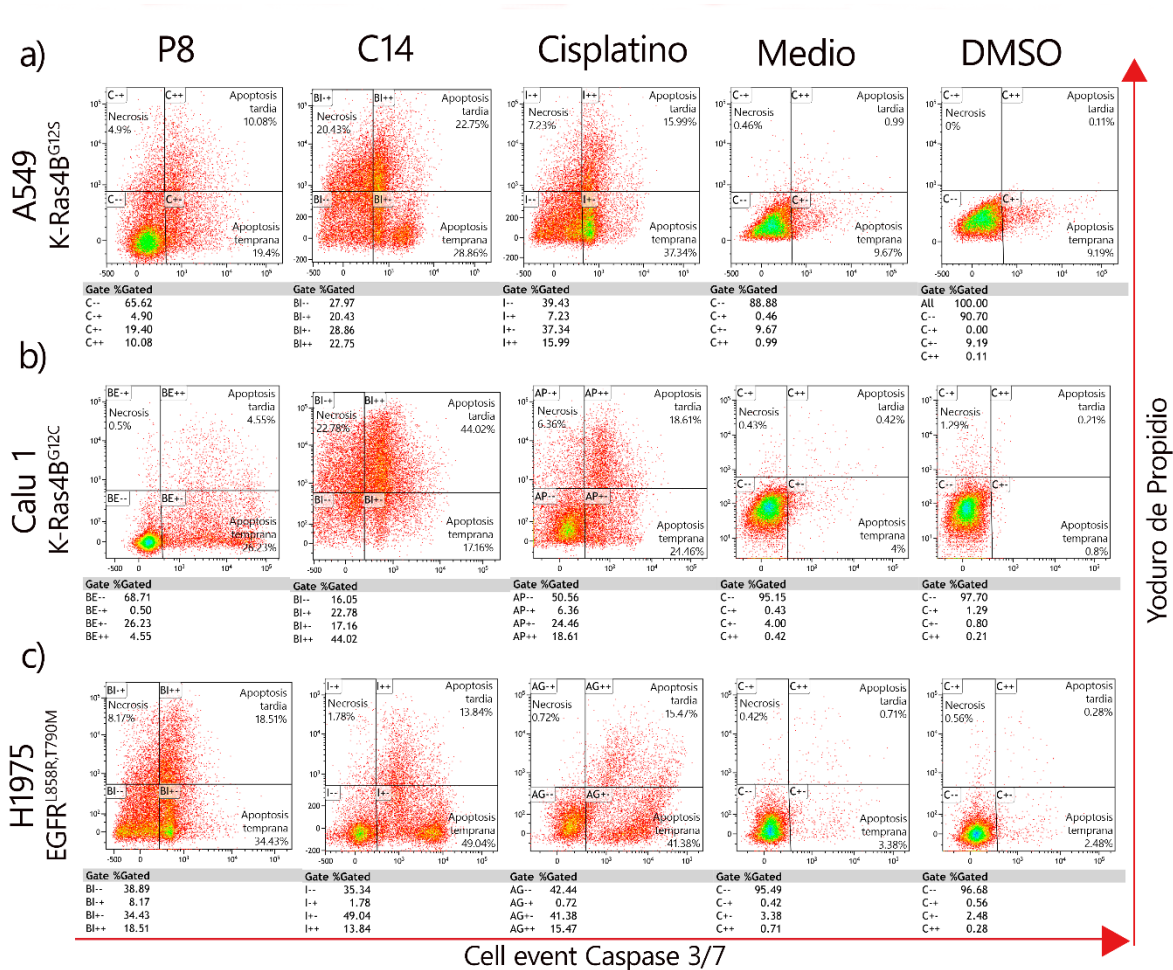 a)
P8
C14
Cisplatino
Medio
DMSO
A549
K-Ras4B^G12S
C-+
C++
Necrosis
4.9%
Apoptosis
tardia
10.08%
C--
C+-
Apoptosis
temprana
19.4%
BI-+
BI++
Necrosis
20.43%
Apoptosis
tardia
22.75%
BI--
BI+-
Apoptosis
temprana
28.86%
I-+
I++
Necrosis
7.23%
Apoptosis
tardia
15.99%
I--
I+-
Apoptosis
temprana
37.34%
C-+
C++
Necrosis
0.46%
Apoptosis
tardia
0.99
C--
C+-
Apoptosis
temprana
9.67%
C-+
C++
Necrosis
0%
Apoptosis
tardia
0.11%
C--
C+-
Apoptosis
temprana
9.19%
Gate %Gated
C-- 65.62
C-+ 4.90
C+- 19.40
C++ 10.08
Gate %Gated
BI-- 27.97
BI-+ 20.43
BI+- 28.86
BI++ 22.75
Gate %Gated
I-- 39.43
I-+ 7.23
I+- 37.34
I++ 15.99
Gate %Gated
C-- 88.88
C-+ 0.46
C+- 9.67
C++ 0.99
Gate %Gated
All 100.00
C-- 90.70
C-+ 0.00
C+- 9.19
C++ 0.11
b)
Calu 1
K-Ras4B^G12C
BE-+
BE++
Necrosis
0.5%
Apoptosis
tardia
4.55%
BE--
BE+-
Apoptosis
temprana
26.23%
BI-+
BI++
Necrosis
22.78%
Apoptosis
tardia
44.02%
BI--
BI+-
Apoptosis
temprana
17.16%
AP-+
AP++
Necrosis
6.36%
Apoptosis
tardia
18.61%
AP--
AP+-
Apoptosis
temprana
24.46%
C-+
C++
Necrosis
0.43%
Apoptosis
tardia
0.42%
C--
C+-
Apoptosis
temprana
4%
C-+
C++
Necrosis
1.29%
Apoptosis
tardia
0.21%
C--
C+-
Apoptosis
temprana
0.8%
Gate %Gated
BE-- 68.71
BE-+ 0.50
BE+- 26.23
BE++ 4.55
Gate %Gated
BI-- 16.05
BI-+ 22.78
BI+- 17.16
BI++ 44.02
Gate %Gated
AP-- 50.56
AP-+ 6.36
AP+- 24.46
AP++ 18.61
Gate %Gated
C-- 95.15
C-+ 0.43
C+- 4.00
C++ 0.42
Gate %Gated
C-- 97.70
C-+ 1.29
C+- 0.80
C++ 0.21
c)
H1975
EGFR^L858R,T790M
BI-+
BI++
Necrosis
8.17%
Apoptosis
tardia
18.51%
BI--
BI+-
Apoptosis
temprana
34.43%
I-+
I++
Necrosis
1.78%
Apoptosis
tardia
13.84%
I--
I+-
Apoptosis
temprana
49.04%
AG-+
AG++
Necrosis
0.72%
Apoptosis
tardia
15.47%
AG--
AG+-
Apoptosis
temprana
41.38%
C-+
C++
Necrosis
0.42%
Apoptosis
tardia
0.71%
C--
C+-
Apoptosis
temprana
3.38%
C-+
C++
Necrosis
0.56%
Apoptosis
tardia
0.28%
C--
C+-
Apoptosis
temprana
2.48%
Gate %Gated
BI-- 38.89
BI-+ 8.17
BI+- 34.43
BI++ 18.51
Gate %Gated
I-- 35.34
I-+ 1.78
I+- 49.04
I++ 13.84
Gate %Gated
AG-- 42.44
AG-+ 0.72
AG+- 41.38
AG++ 15.47
Gate %Gated
C-- 95.49
C-+ 0.42
C+- 3.38
C++ 0.71
Gate %Gated
C-- 96.68
C-+ 0.56
C+- 2.48
C++ 0.28
Yoduro de Propidio
Cell event Caspase 3/7